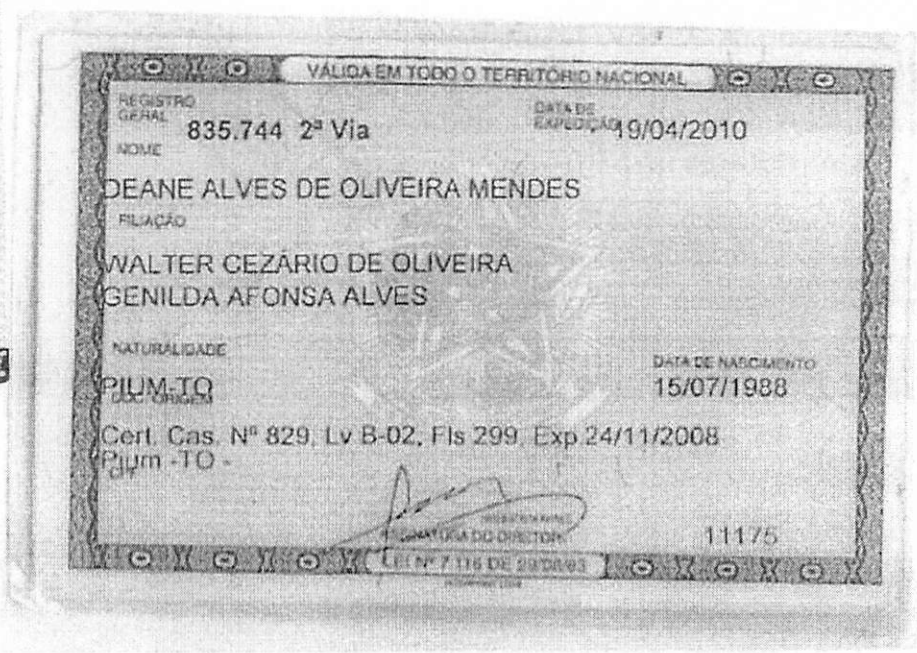 VÁLIDA EM TODO O TERRITÓRIO NACIONAL
REGISTRO GERAL 835.744 2ª Via DATA DE EXPEDIÇÃO 19/04/2010
NOME
DEANE ALVES DE OLIVEIRA MENDES
FILIAÇÃO
WALTER CEZÁRIO DE OLIVEIRA
GENILDA AFONSA ALVES
NATURALIDADE DATA DE NASCIMENTO
PIUM-TO 15/07/1988
DOC. ORIGEM
Cert. Cas. Nº 829, Lv B-02, Fls 299, Exp.24/11/2008
Pium -TO -
CPF
ASSINATURA DO DIRETOR 11175
LEI Nº 7.116 DE 29/08/83